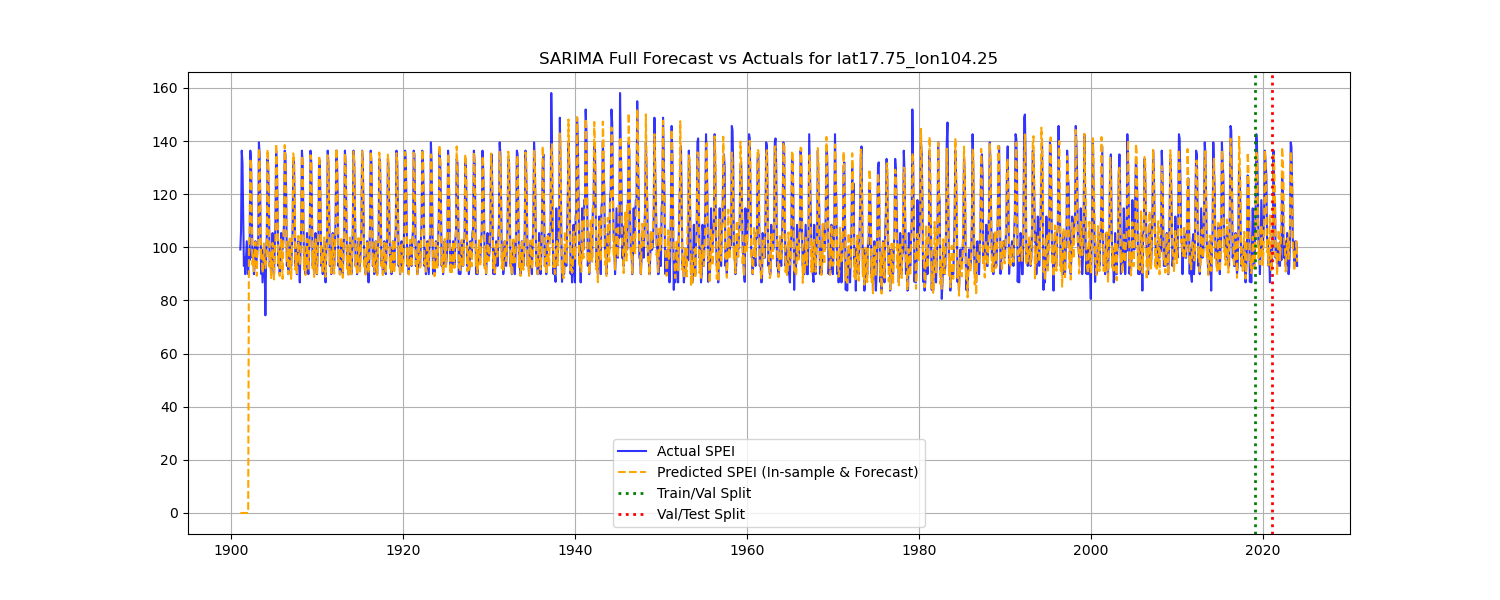 SARIMA Full Forecast vs Actuals for lat17.75_lon104.25
160
140
120
100
80
60
40
20
0
Actual SPEI
Predicted SPEI (In-sample & Forecast)
Train/Val Split
Val/Test Split
1900 1920 1940 1960 1980 2000 2020